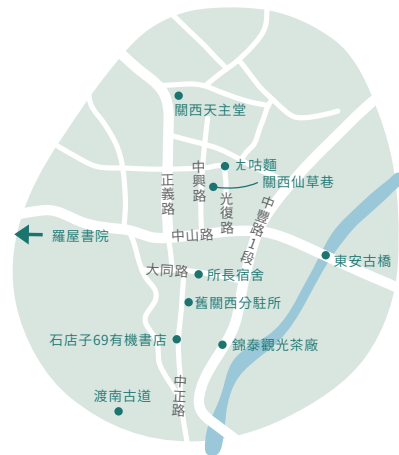 關西天主堂
ㄤ咕麵
中興路
關西仙草巷
正義路
光復路
中豐路1段
中山路
羅屋書院
東安古橋
大同路
所長宿舍
舊關西分駐所
石店子69有機書店
錦泰觀光茶廠
中正路
渡南古道